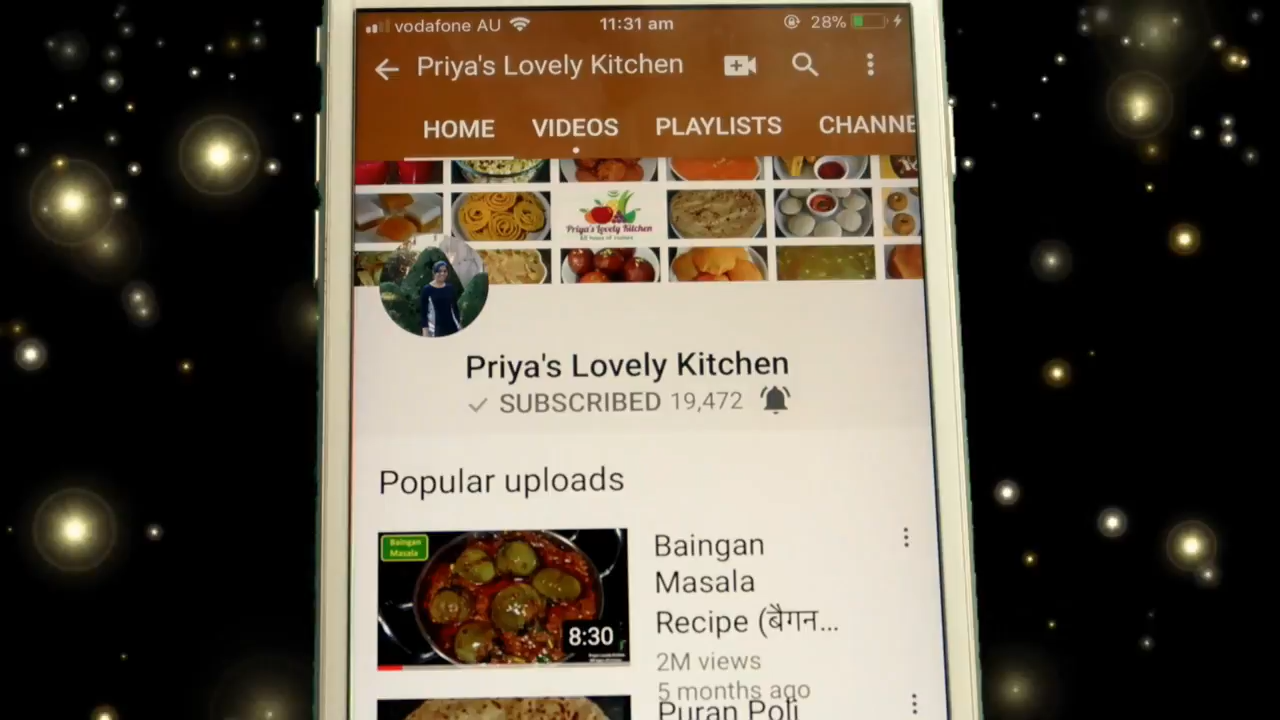 vodafone AU
11:31 am
28%
Priya's Lovely Kitchen
HOME
VIDEOS
PLAYLISTS
CHANNE
Priya's Lovely Kitchen
Priya's Lovely Kitchen
SUBSCRIBED 19,472
Popular uploads
Baingan
Masala
8:30
Baingan
Masala
Recipe (बैगन...
2M views
5 months ago
Puran Poli